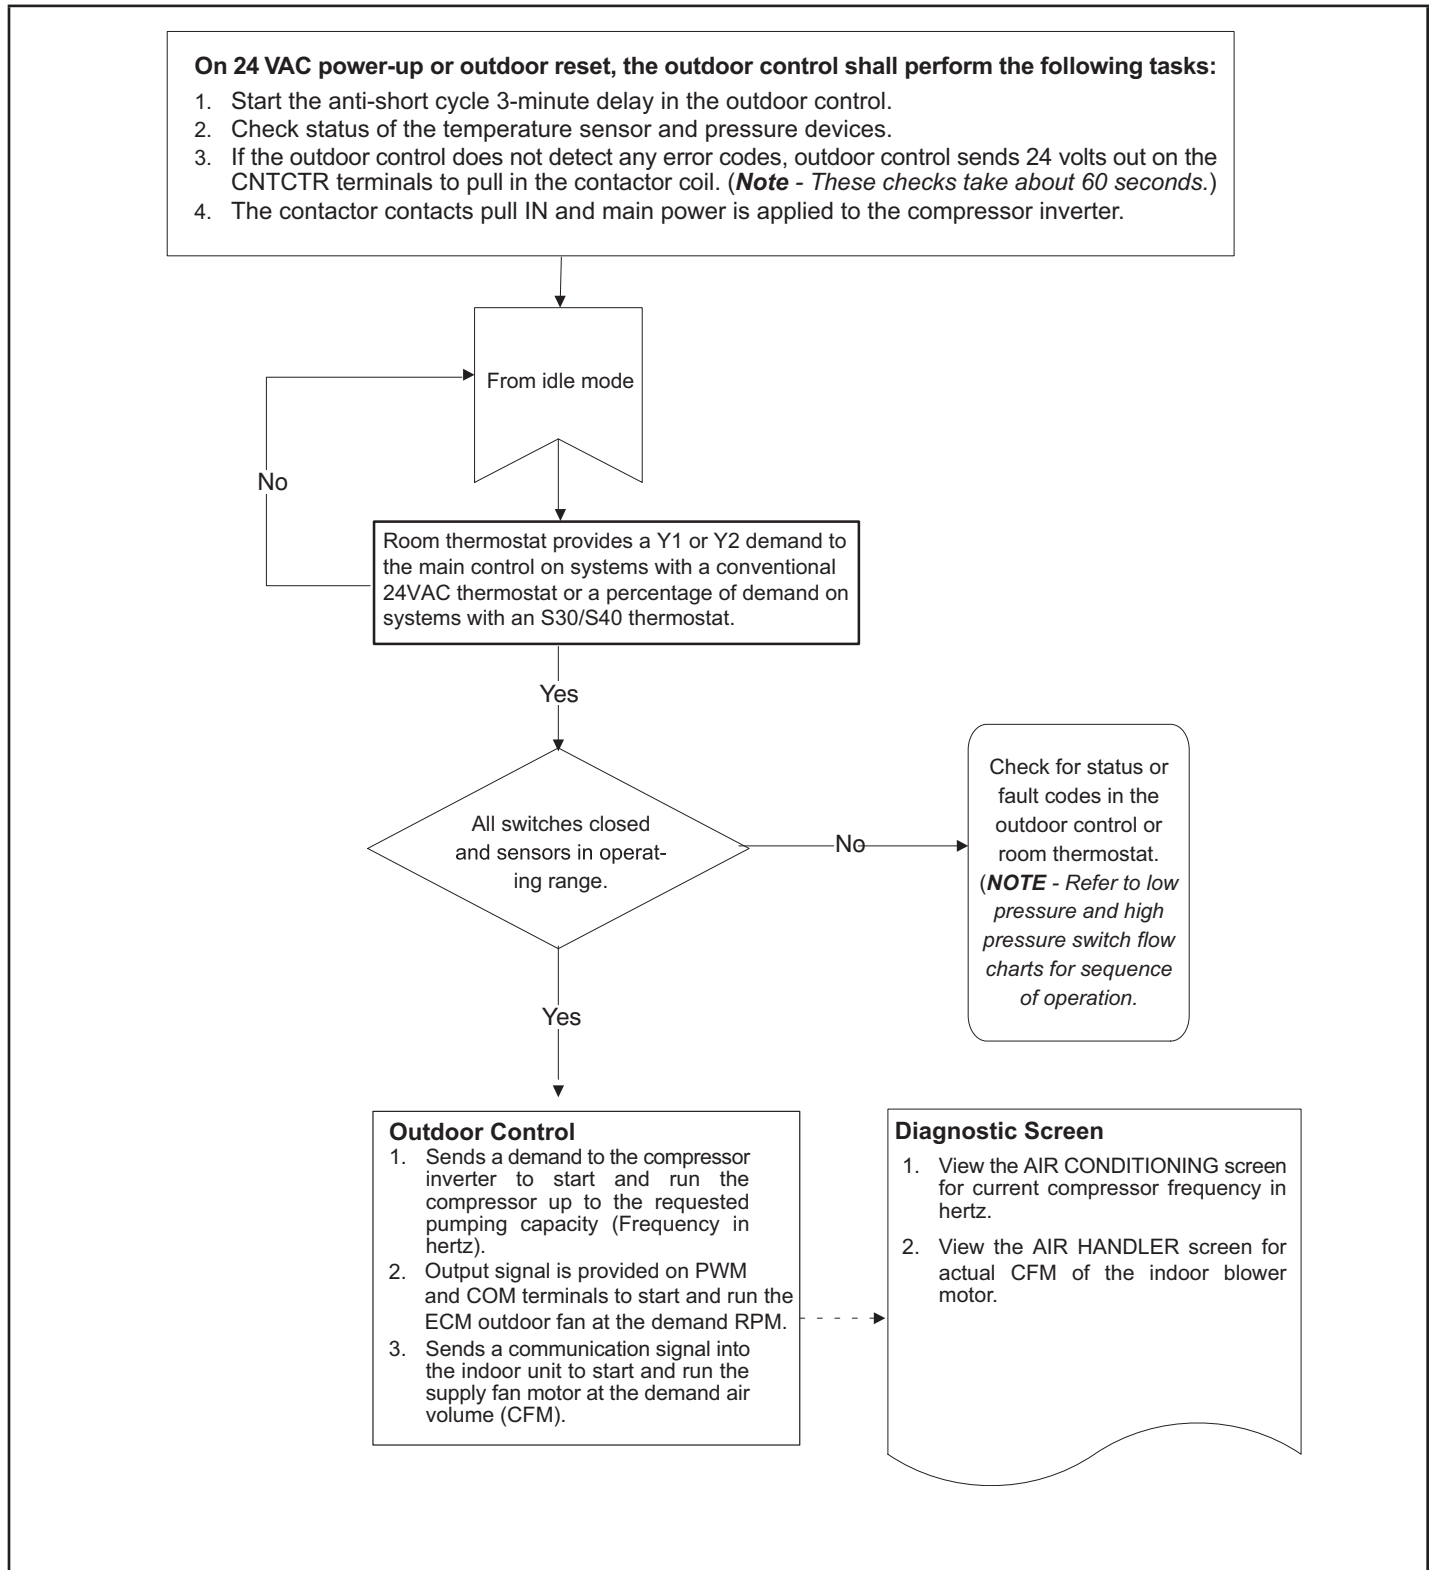 On 24 VAC power-up or outdoor reset, the outdoor control shall perform the following tasks:
1. Start the anti-short cycle 3-minute delay in the outdoor control.
2. Check status of the temperature sensor and pressure devices.
3. If the outdoor control does not detect any error codes, outdoor control sends 24 volts out on the
CNTCTR terminals to pull in the contactor coil. (Note - These checks take about 60 seconds.)
4. The contactor contacts pull IN and main power is applied to the compressor inverter.
From idle mode
No
Room thermostat provides a Y1 or Y2 demand to
the main control on systems with a conventional
24VAC thermostat or a percentage of demand on
systems with an S30/S40 thermostat.
Yes
All switches closed
and sensors in operat-
ing range.
No
Check for status or
fault codes in the
outdoor control or
room thermostat.
(NOTE - Refer to low
pressure and high
pressure switch flow
charts for sequence
of operation.
Yes
Outdoor Control
1. Sends a demand to the compressor
inverter to start and run the
compressor up to the requested
pumping capacity (Frequency in
hertz).
2. Output signal is provided on PWM
and COM terminals to start and run the
ECM outdoor fan at the demand RPM.
3. Sends a communication signal into
the indoor unit to start and run the
supply fan motor at the demand air
volume (CFM).
Diagnostic Screen
1. View the AIR CONDITIONING screen
for current compressor frequency in
hertz.
2. View the AIR HANDLER screen for
actual CFM of the indoor blower
motor.